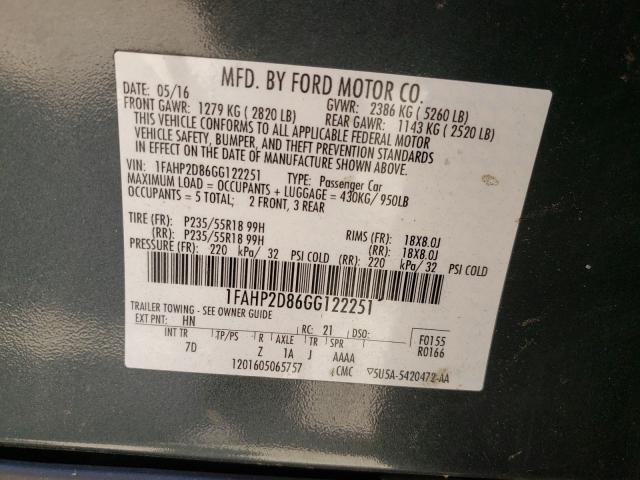 MFD. BY FORD MOTOR CO.
DATE: 05/16 GVWR: 2386 KG ( 5260 LB)
FRONT GAWR: 1279 KG ( 2820 LB) REAR GAWR: 1143 KG ( 2520 LB)
THIS VEHICLE CONFORMS TO ALL APPLICABLE FEDERAL MOTOR
VEHICLE SAFETY, BUMPER, AND THEFT PREVENTION STANDARDS
IN EFFECT ON THE DATE OF MANUFACTURE SHOWN ABOVE.
VIN: 1FAHP2D86GG122251 TYPE: Passenger Car
MAXIMUM LOAD = OCCUPANTS + LUGGAGE = 430KG/ 950LB
OCCUPANTS = 5 TOTAL; 2 FRONT, 3 REAR
TIRE (FR): P235/55R18 99H RIMS (FR): 18X8.0J
(RR): P235/55R18 99H (RR): 18X8.0J
PRESSURE (FR): 220 kPa/ 32 PSI COLD (RR): 220 kPa/ 32 PSI COLD
1FAHP2D86GG122251
TRAILER TOWING - SEE OWNER GUIDE
EXT PNT: HN RC: 21 DSO: F0155
INT TR TP/PS R AXLE TR SPR R0166
7D Z 1A J AAAA
1201605065757 CMC 5U5A-5420472-AA